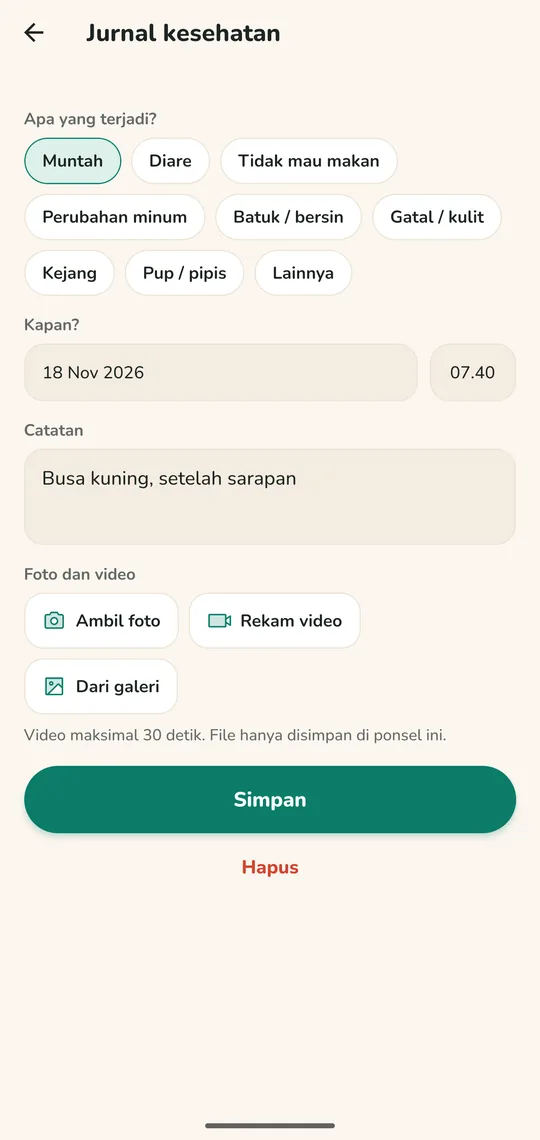 Jurnal kesehatan
Apa yang terjadi?
Muntah
Diare
Tidak mau makan
Perubahan minum
Batuk / bersin
Gatal / kulit
Kejang
Pup / pipis
Lainnya
Kapan?
18 Nov 2026
07.40
Catatan
Busa kuning, setelah sarapan
Foto dan video
Ambil foto
Rekam video
Dari galeri
Video maksimal 30 detik. File hanya disimpan di ponsel ini.
Simpan
Hapus